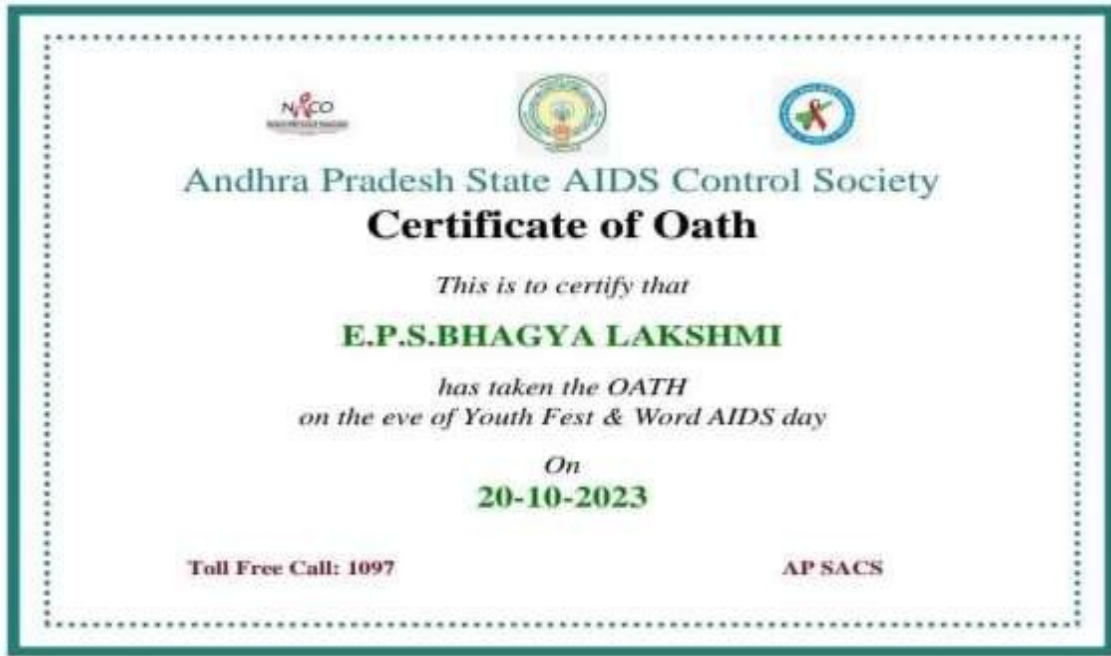 NACO
Andhra Pradesh State AIDS Control Society
Certificate of Oath
This is to certify that
E.P.S.BHAGYA LAKSHMI
has taken the OATH
on the eve of Youth Fest & Word AIDS day
On
20-10-2023
Toll Free Call: 1097
AP SACS